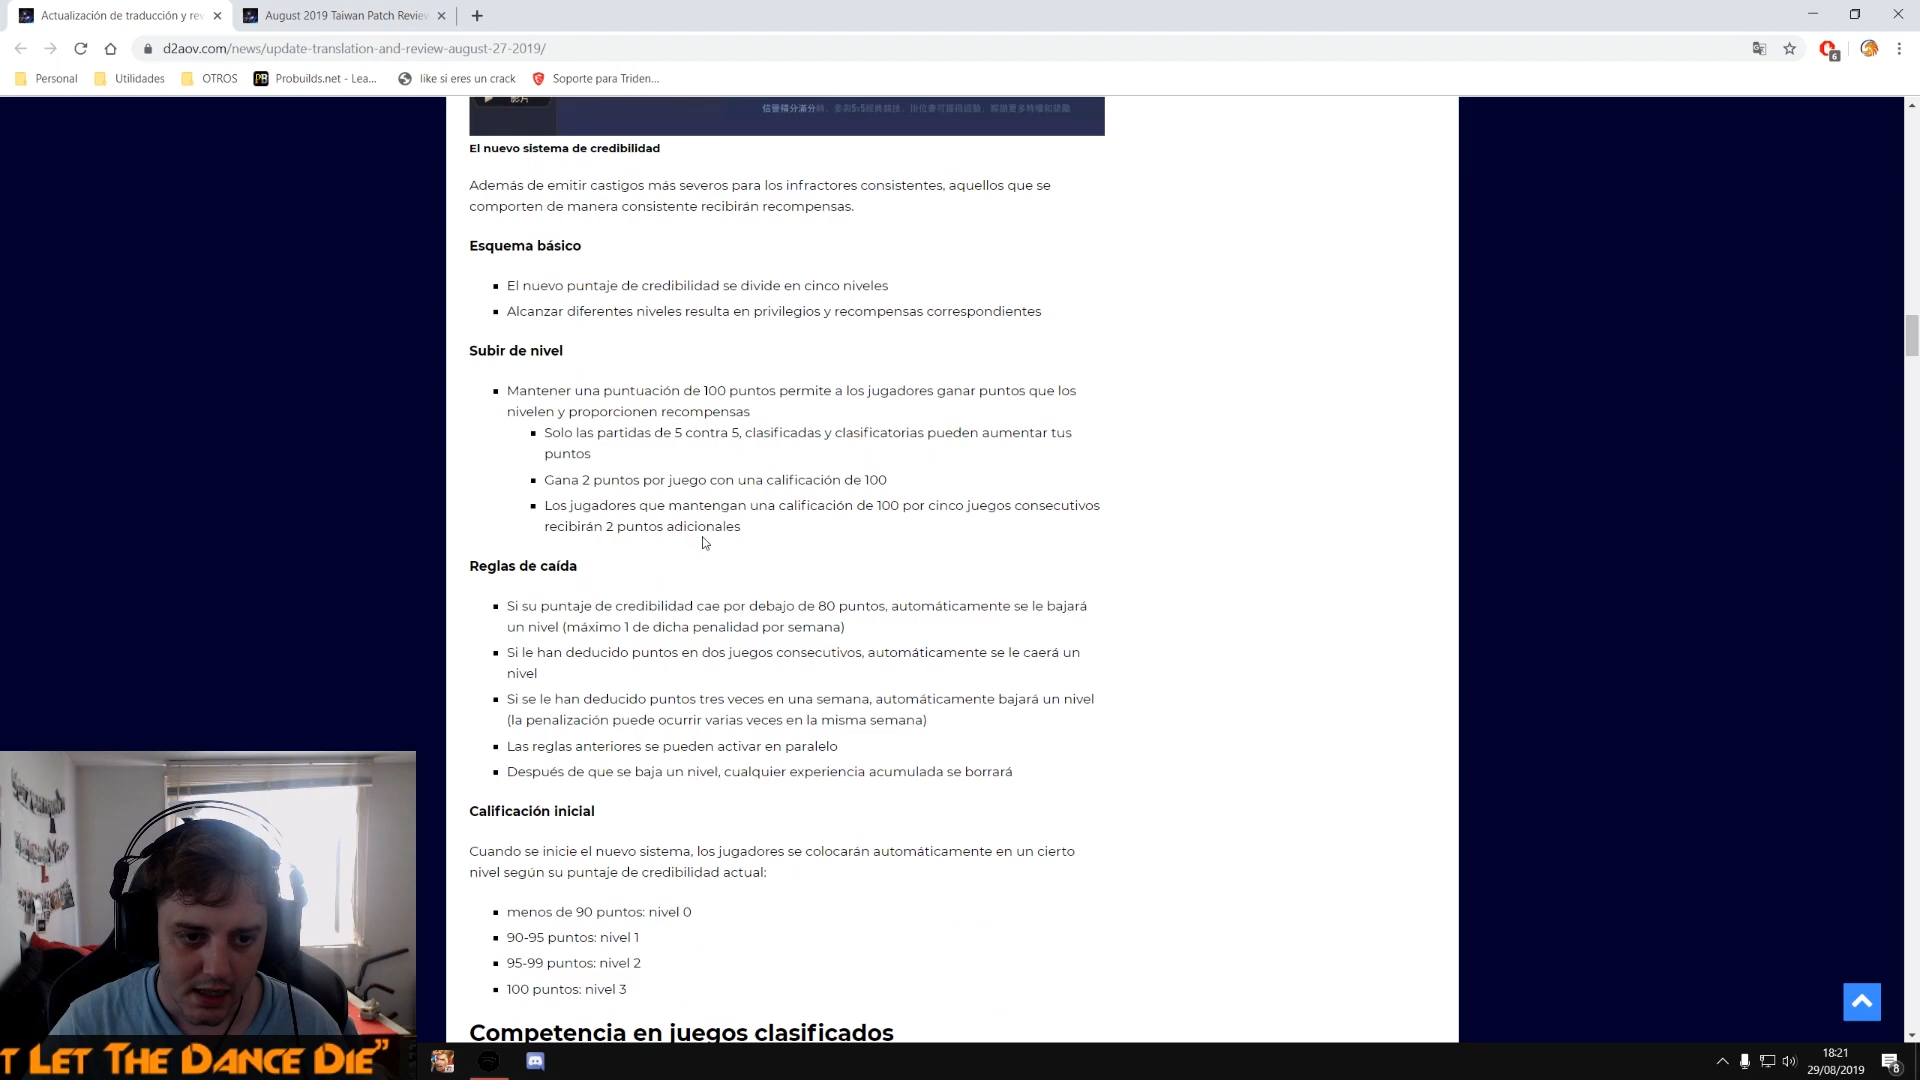 Actualización de traducción y rev
August 2019 Taiwan Patch Review
d2aov.com/news/update-translation-and-review-august-27-2019/
6
Personal
Utilidades
OTROS
PB
Probuilds.net - Lea...
like si eres un crack
Soporte para Triden...
影片
El nuevo sistema de credibilidad
Además de emitir castigos más severos para los infractores consistentes, aquellos que se
comporten de manera consistente recibirán recompensas.
Esquema básico
El nuevo puntaje de credibilidad se divide en cinco niveles
Alcanzar diferentes niveles resulta en privilegios y recompensas correspondientes
Subir de nivel
Mantener una puntuación de 100 puntos permite a los jugadores ganar puntos que los
nivelen y proporcionen recompensas
Solo las partidas de 5 contra 5, clasificadas y clasificatorias pueden aumentar tus
puntos
Gana 2 puntos por juego con una calificación de 100
Los jugadores que mantengan una calificación de 100 por cinco juegos consecutivos
recibirán 2 puntos adicionales
Reglas de caída
Si su puntaje de credibilidad cae por debajo de 80 puntos, automáticamente se le bajará
un nivel (máximo 1 de dicha penalidad por semana)
Si le han deducido puntos en dos juegos consecutivos, automáticamente se le caerá un
nivel
Si se le han deducido puntos tres veces en una semana, automáticamente bajará un nivel
(la penalización puede ocurrir varias veces en la misma semana)
Las reglas anteriores se pueden activar en paralelo
Después de que se baja un nivel, cualquier experiencia acumulada se borrará
Calificación inicial
Cuando se inicie el nuevo sistema, los jugadores se colocarán automáticamente en un cierto
nivel según su puntaje de credibilidad actual:
menos de 90 puntos: nivel 0
90-95 puntos: nivel 1
95-99 puntos: nivel 2
100 puntos: nivel 3
Competencia en juegos clasificados
T LET THE DANCE DIE”
18:21
29/08/2019
8